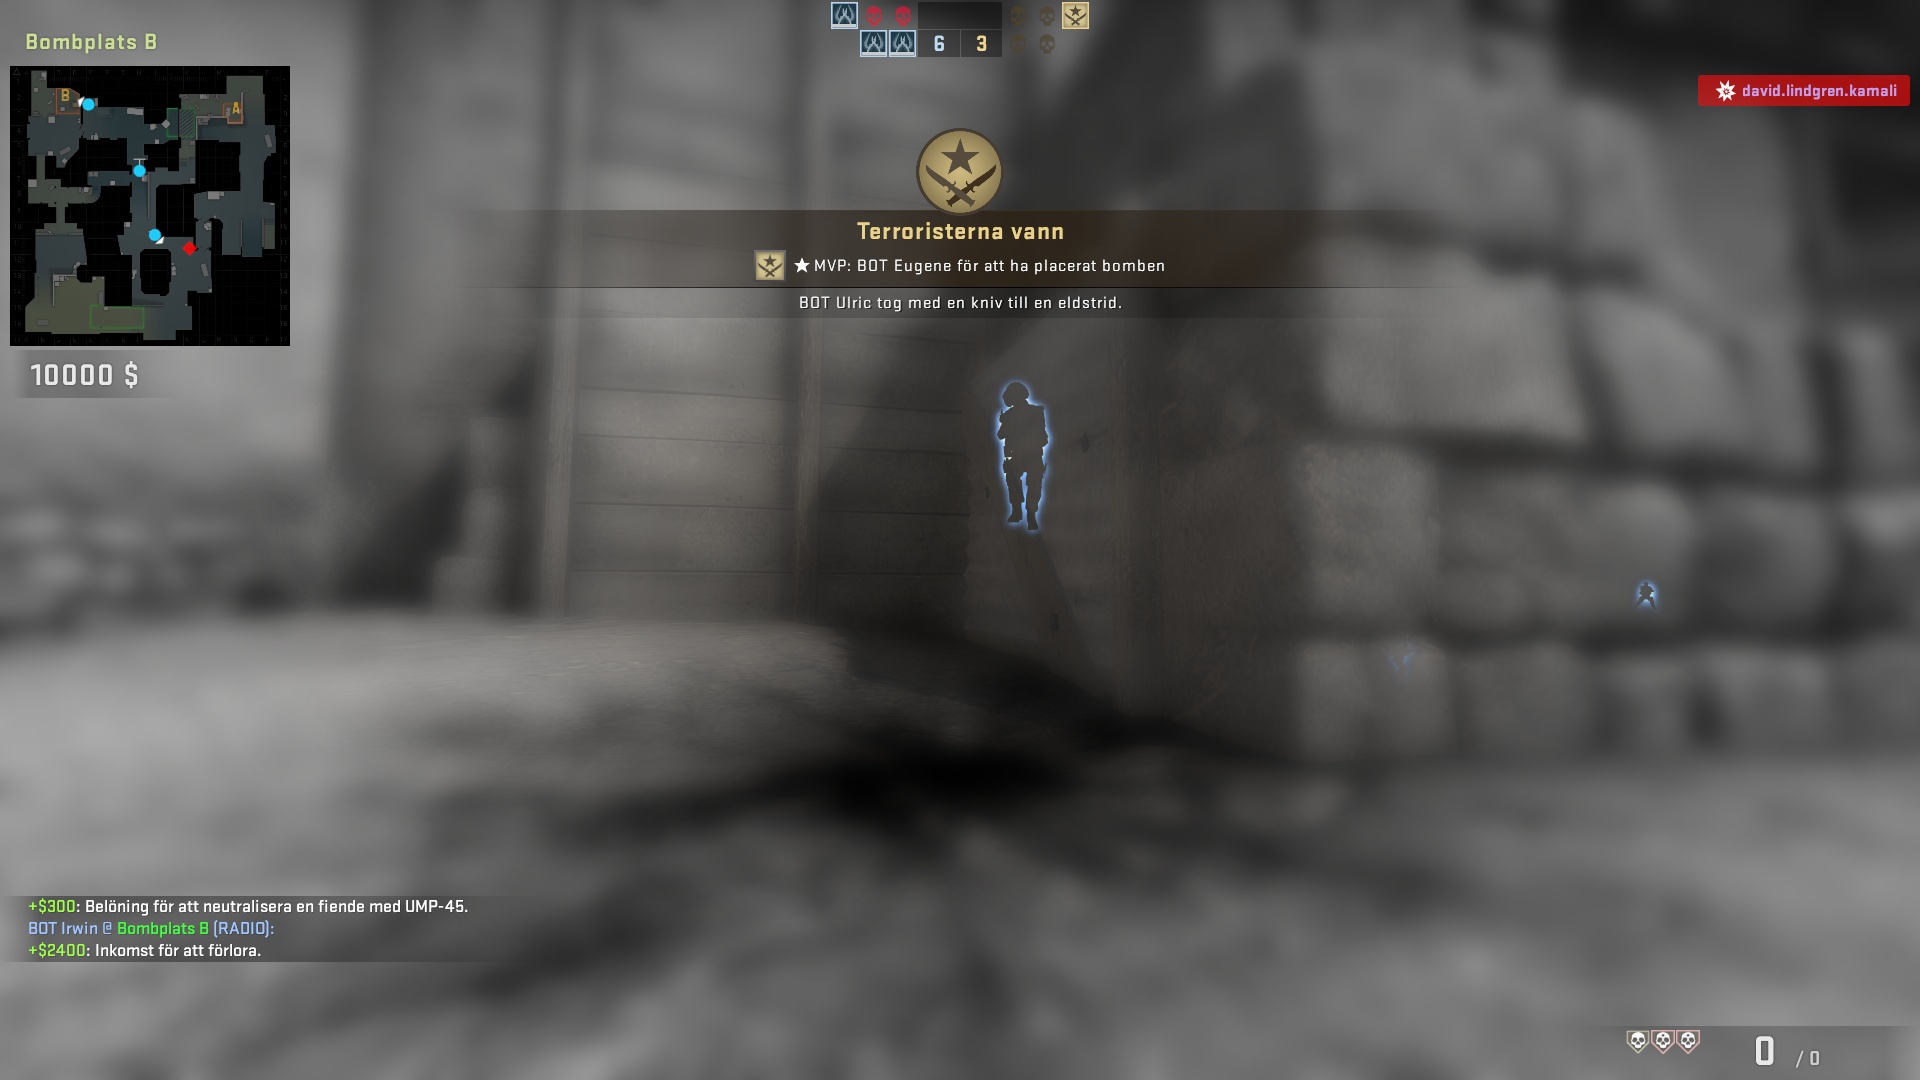 Bombplats B
B
A
10000 $
6 3
david.lindgren.kamali
Terroristerna vann
MVP: BOT Eugene för att ha placerat bomben
BOT Ulric tog med en kniv till en eldstrid.
+$300: Belöning för att neutralisera en fiende med UMP-45.
BOT Irwin @ Bombplats B (RADIO):
+$2400: Inkomst för att förlora.
0 / 0